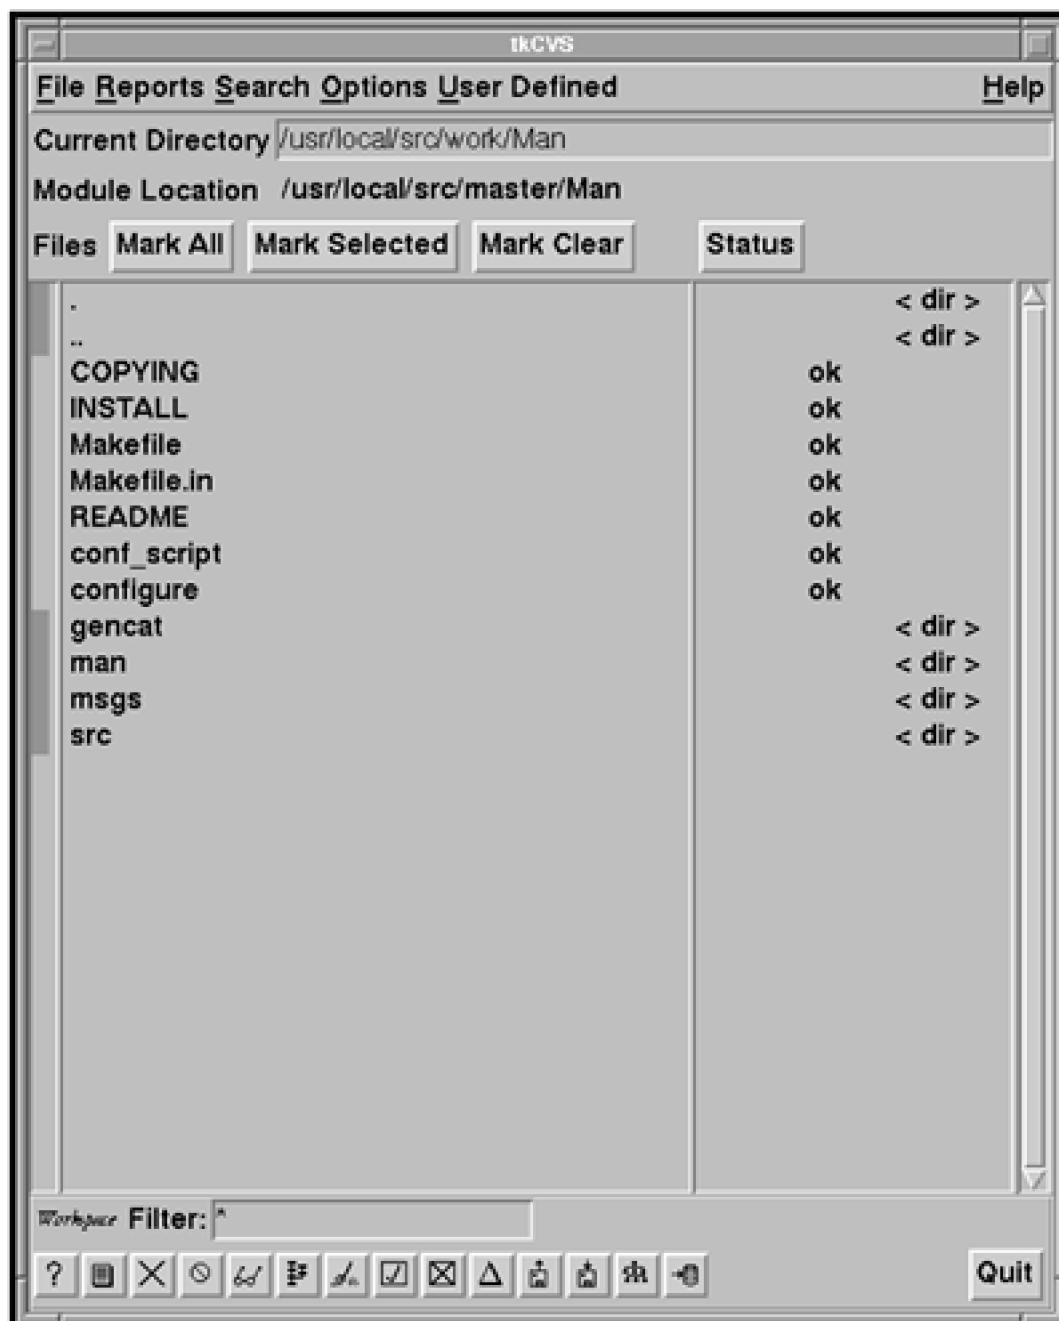 tkCVS
File Reports Search Options User Defined Help
Current Directory /usr/local/src/work/Man
Module Location /usr/local/src/master/Man
Files Mark All Mark Selected Mark Clear Status
. < dir >
.. < dir >
COPYING ok
INSTALL ok
Makefile ok
Makefile.in ok
README ok
conf_script ok
configure ok
gencat < dir >
man < dir >
msgs < dir >
src < dir >
Workspace Filter: *
? Quit